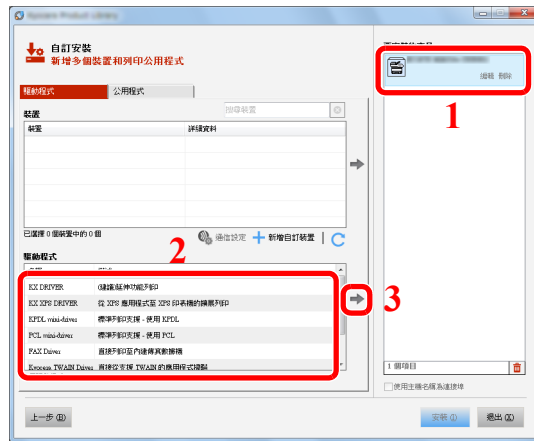 Kyocera Product Library
自訂安裝
新增多個裝置和列印公用程式
驅動程式
公用程式
裝置
搜尋裝置
裝置
詳細資料
已選擇 0 個裝置中的 0 個
通信設定
新增自訂裝置
驅動程式
KX DRIVER
(建議)延伸功能列印
KX XPS DRIVER
從 XPS 應用程式至 XPS 印表機的擴展列印
KPDL mini-driver
標準列印支援 - 使用 KPDL
PCL mini-driver
標準列印支援 - 使用 PCL
FAX Driver
直接列印至內建傳真數據機
Kyocera TWAIN Driver
直接從支援 TWAIN 的應用程式掃描
編輯 刪除
1 個項目
使用主機名稱為連接埠
上一步 (B)
安裝 (I)
退出 (X)
1
2
3